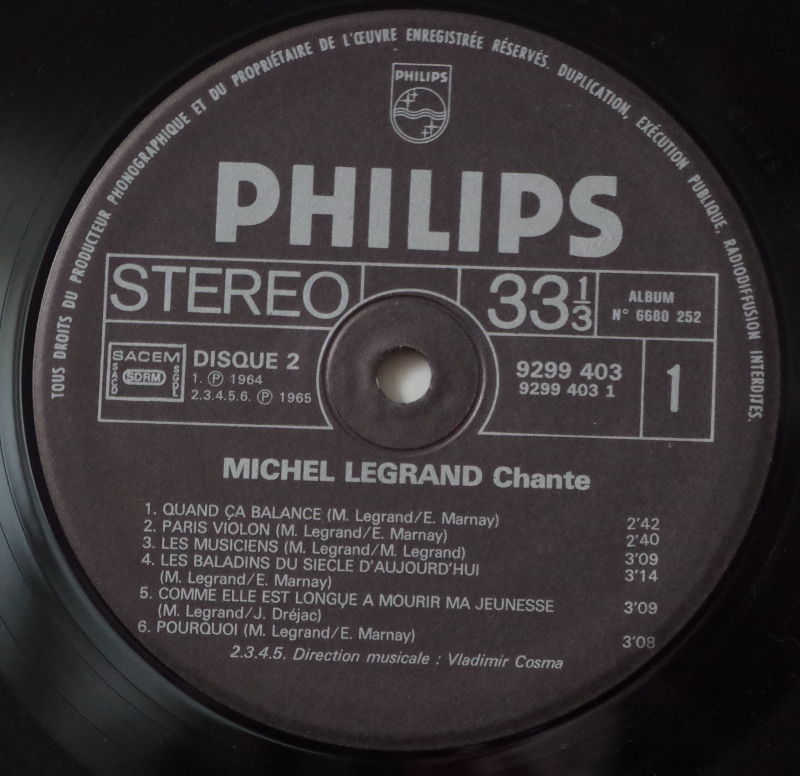 TOUS DROITS DU PRODUCTEUR PHONOGRAPHIQUE ET DU PROPRIÉTAIRE DE L'ŒUVRE ENREGISTRÉE RÉSERVÉS. DUPLICATION, EXÉCUTION PUBLIQUE, RADIODIFFUSION INTERDITES.
PHILIPS
PHILIPS
STEREO
33 1/3
ALBUM
N° 6680 252
SACEM
SACD
SDRM
SGDL
DISQUE 2
1. Ⓟ 1964
2.3.4.5.6. Ⓟ 1965
9299 403
9299 403 1
1
MICHEL LEGRAND Chante
1. QUAND ÇA BALANCE (M. Legrand/E. Marnay) 2'42
2. PARIS VIOLON (M. Legrand/E. Marnay) 2'40
3. LES MUSICIENS (M. Legrand/M. Legrand) 3'09
4. LES BALADINS DU SIECLE D'AUJOURD'HUI 3'14
(M. Legrand/E. Marnay)
5. COMME ELLE EST LONGUE A MOURIR MA JEUNESSE 3'09
(M. Legrand/J. Dréjac)
6. POURQUOI (M. Legrand/E. Marnay) 3'08
2.3.4.5. Direction musicale : Vladimir Cosma